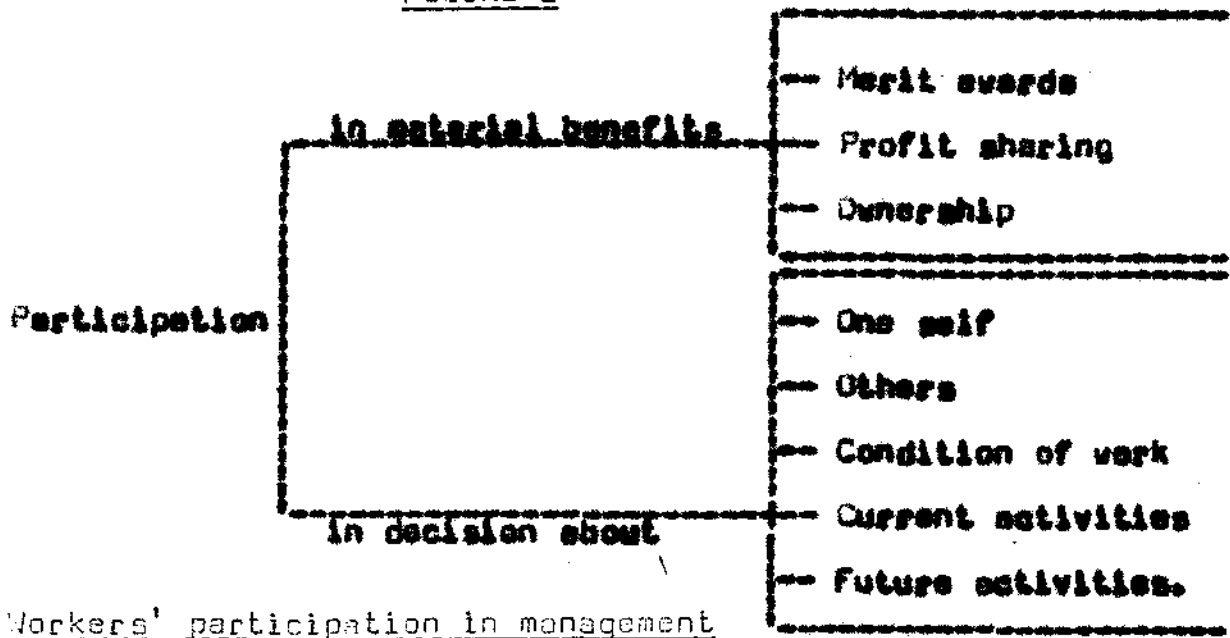 in material benefits
Merit awards
Profit sharing
Ownership
Participation
in decision about
One self
Others
Condition of work
Current activities
Future activities.
Workers' participation in management